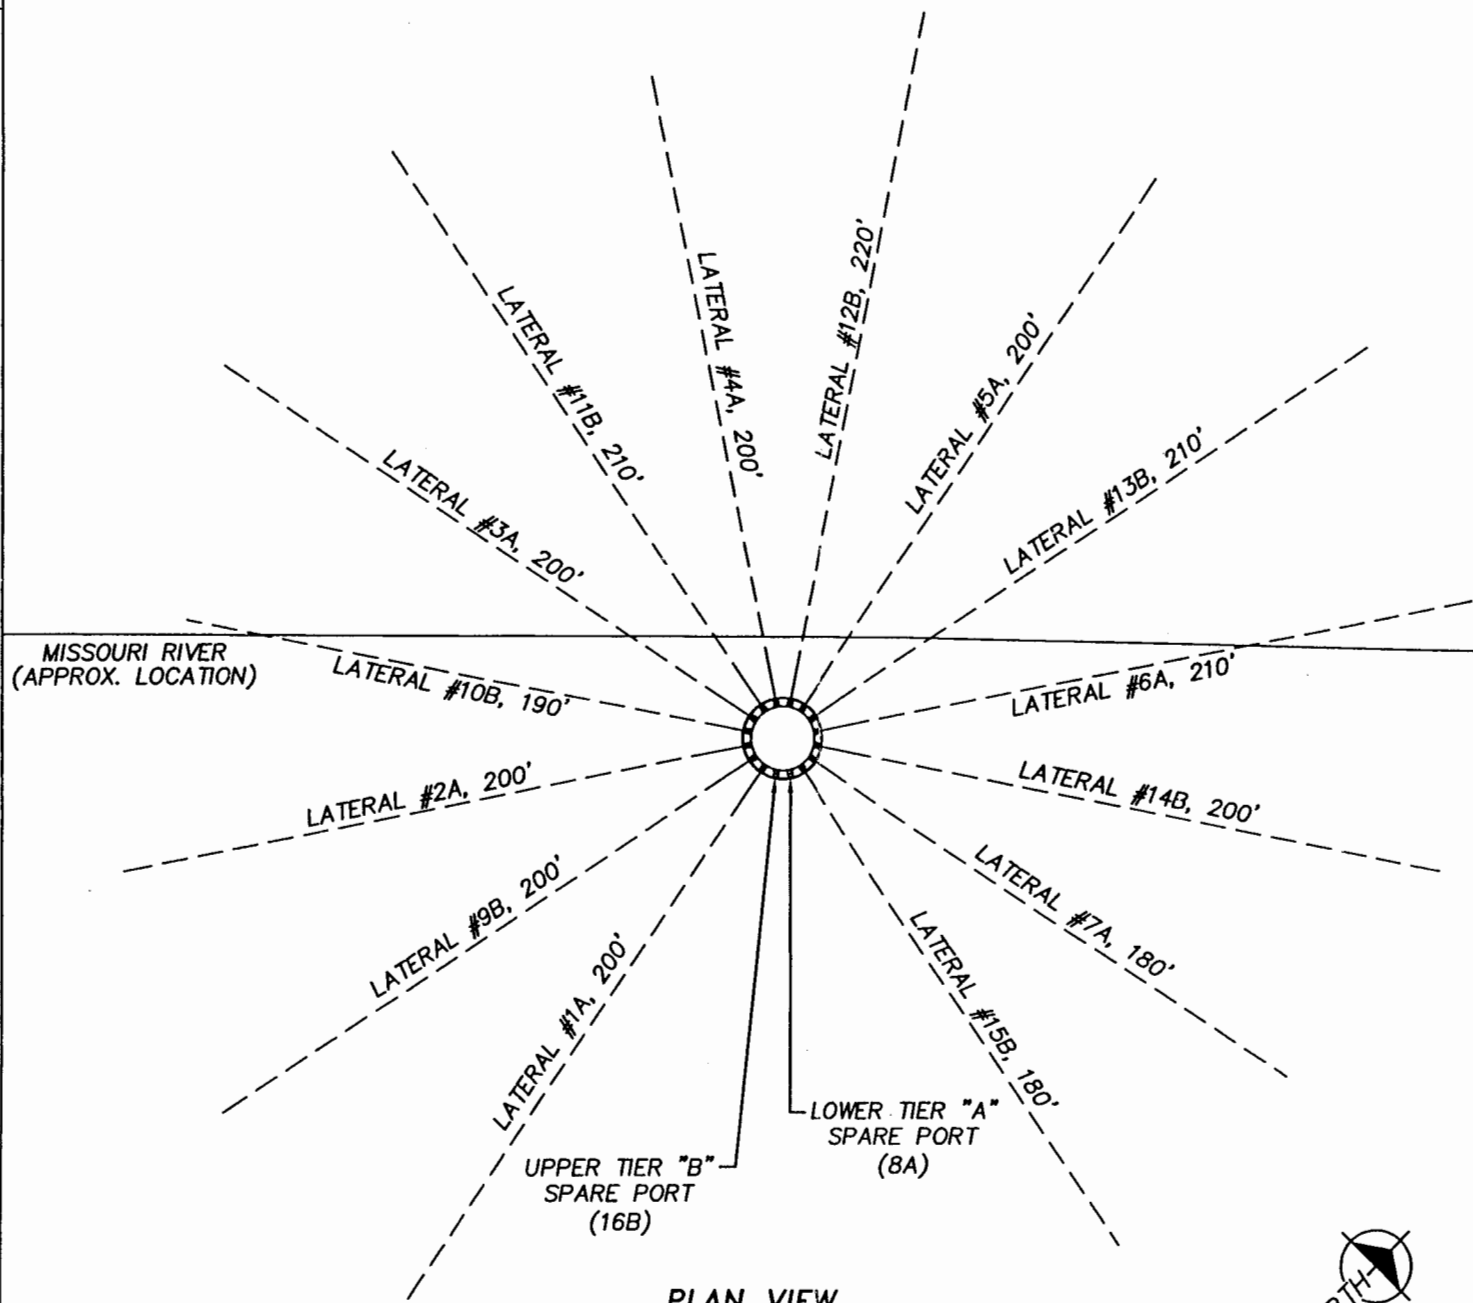 LATERAL #11B, 210'
LATERAL #4A, 200'
LATERAL #12B, 220'
LATERAL #5A, 200'
LATERAL #3A, 200'
LATERAL #13B, 210'
MISSOURI RIVER
(APPROX. LOCATION)
LATERAL #10B, 190'
LATERAL #6A, 210'
LATERAL #2A, 200'
LATERAL #14B, 200'
LATERAL #9B, 200'
LATERAL #7A, 180'
LATERAL #1A, 200'
LATERAL #15B, 180'
LOWER TIER "A"
SPARE PORT
(8A)
UPPER TIER "B"
SPARE PORT
(16B)
PLAN VIEW